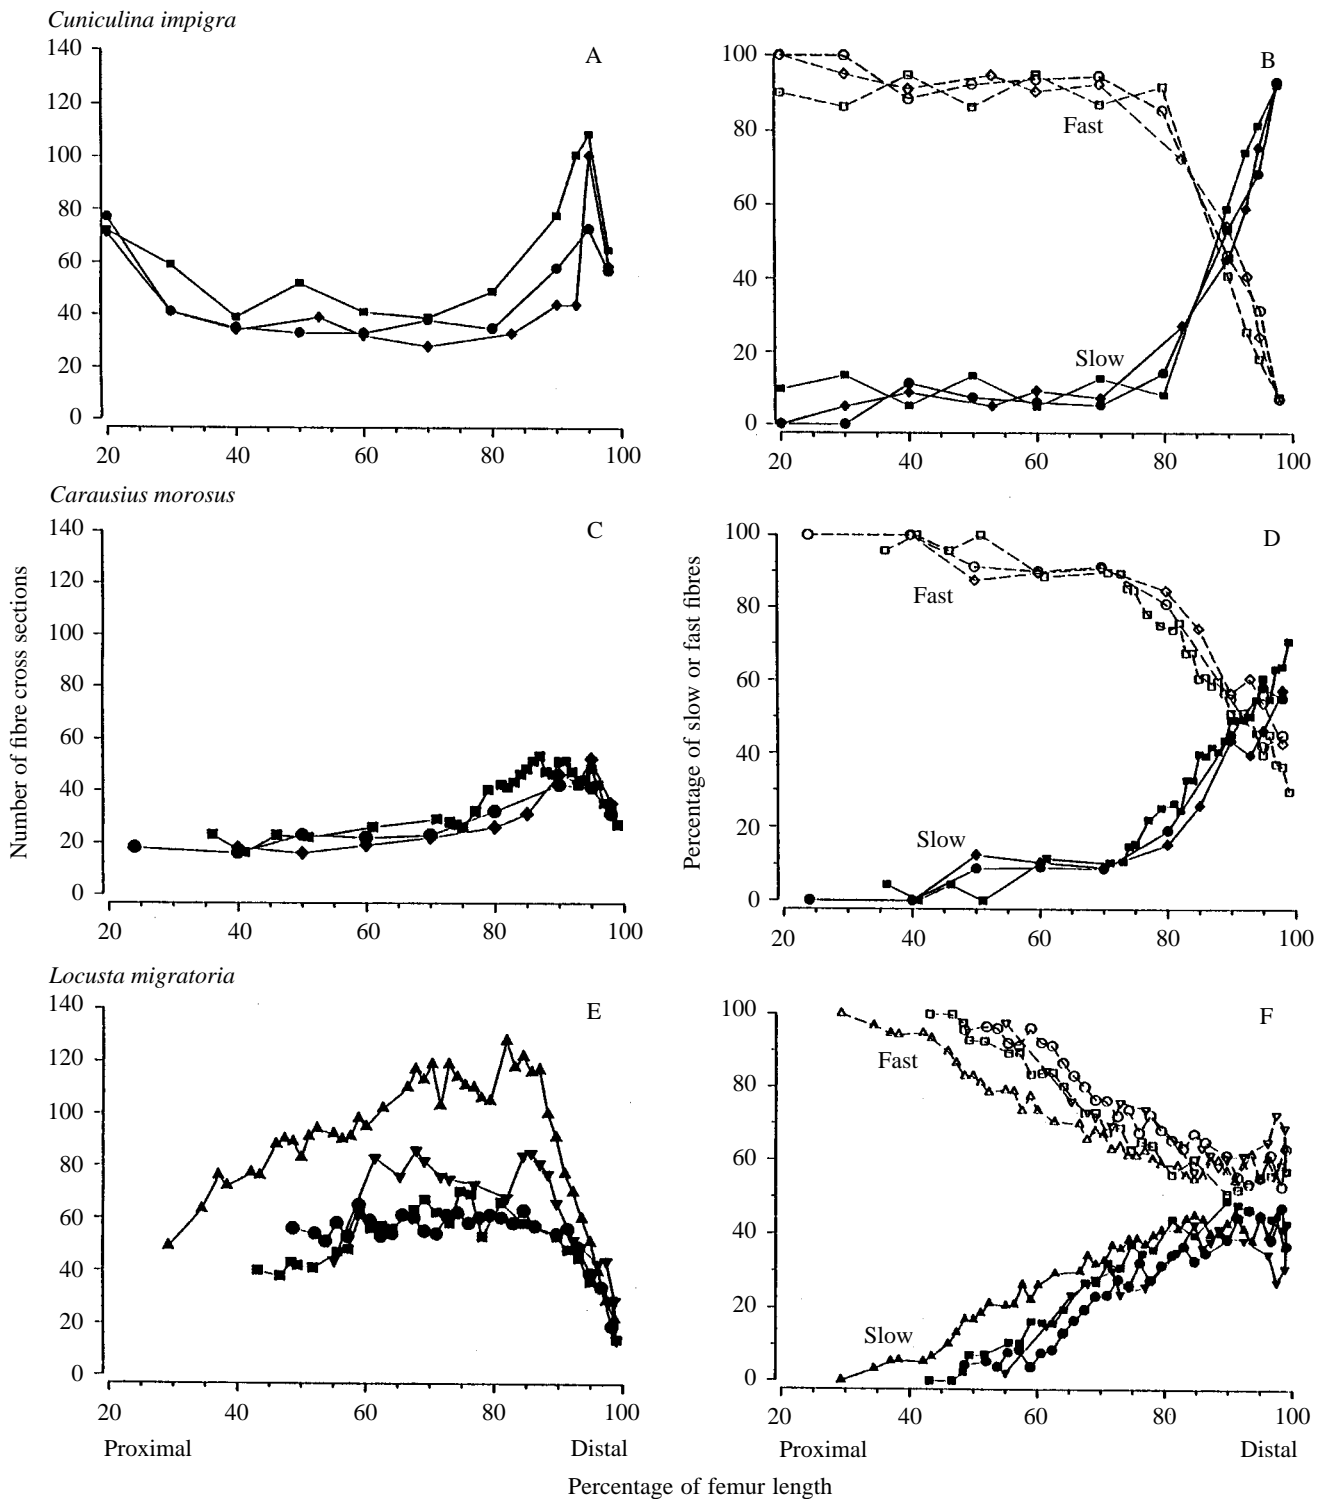 Cuniculina impigra
A
140
120
100
80
60
40
20
0
20 40 60 80 100
B
100
80
60
40
20
0
Fast
Slow
20 40 60 80 100
Carausius morosus
C
140
120
100
80
60
40
20
0
20 40 60 80 100
Number of fibre cross sections
D
100
80
60
40
20
0
Fast
Slow
20 40 60 80 100
Percentage of slow or fast fibres
Locusta migratoria
E
140
120
100
80
60
40
20
0
20 40 60 80 100
Proximal Distal
F
100
80
60
40
20
0
Fast
Slow
20 40 60 80 100
Proximal Distal
Percentage of femur length